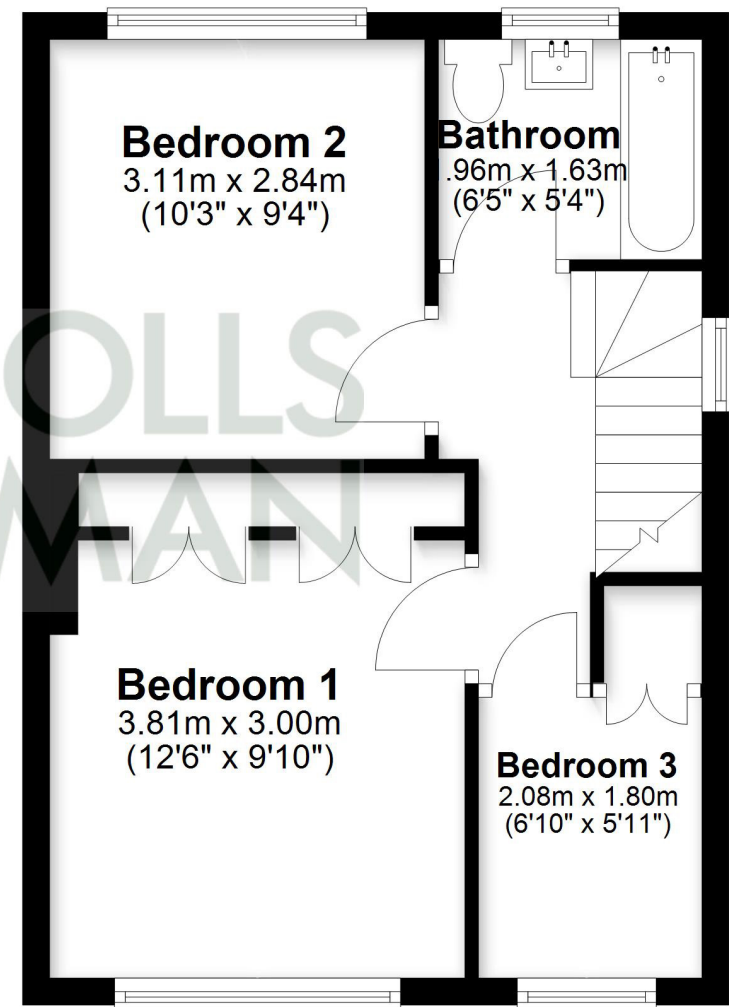 Bedroom 2
3.11m x 2.84m
(10'3" x 9'4")
Bathroom
.96m x 1.63m
(6'5" x 5'4")
OLLS
MAN
Bedroom 1
3.81m x 3.00m
(12'6" x 9'10")
Bedroom 3
2.08m x 1.80m
(6'10" x 5'11")